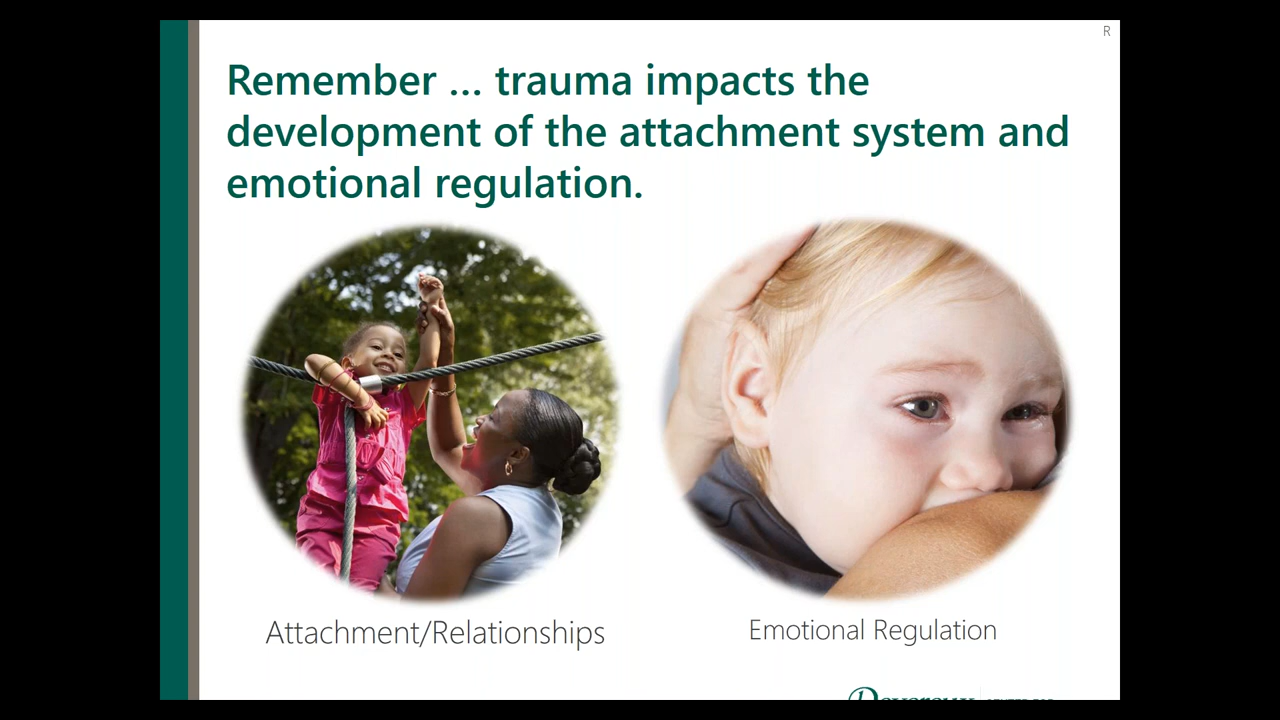 R
Remember ... trauma impacts the
development of the attachment system and
emotional regulation.
Attachment/Relationships
Emotional Regulation